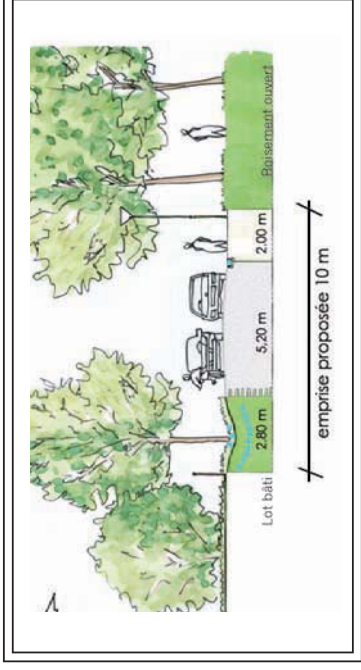 Lot bâti
2.80 m
5,20 m
2.00 m
Boisement ouvert
emprise proposée 10 m